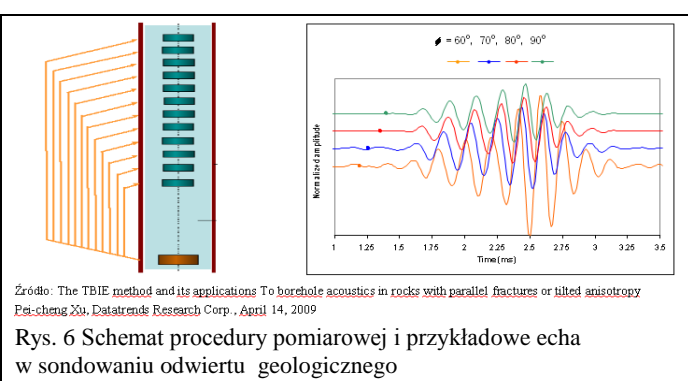 ϕ = 60°, 70°, 80°, 90°
Normalized amplitude
1 1.25 1.5 1.75 2 2.25 2.5 2.75 3 3.25 3.5
Time (ms)
Źródło: The TBIE method and its applications To borehole acoustics in rocks with parallel fractures or tilted anisotropy
Pei-cheng Xu, Datatrends Research Corp., April 14, 2009
Rys. 6 Schemat procedury pomiarowej i przykładowe echa
w sondowaniu odwiertu geologicznego